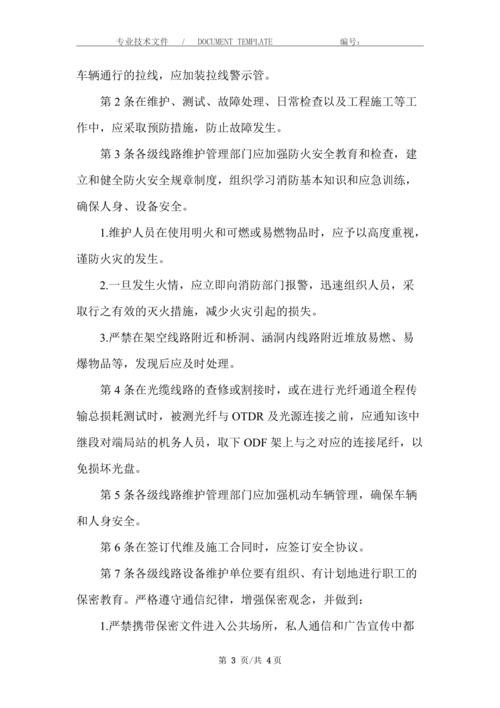 专业技术文件 / DOCUMENT TEMPLATE 编号：
车辆通行的拉线，应加装拉线警示管。
第 2 条在维护、测试、故障处理、日常检查以及工程施工等工
作中，应采取预防措施，防止故障发生。
第 3 条各级线路维护管理部门应加强防火安全教育和检查，建
立和健全防火安全规章制度，组织学习消防基本知识和应急训练，
确保人身、设备安全。
1.维护人员在使用明火和可燃或易燃物品时，应予以高度重视，
谨防火灾的发生。
2.一旦发生火情，应立即向消防部门报警，迅速组织人员，采
取行之有效的灭火措施，减少火灾引起的损失。
3.严禁在架空线路附近和桥洞、涵洞内线路附近堆放易燃、易
爆物品等，发现后应及时处理。
第 4 条在光缆线路的查修或割接时，或在进行光纤通道全程传
输总损耗测试时，被测光纤与 OTDR 及光源连接之前，应通知该中
继段对端局站的机务人员，取下 ODF 架上与之对应的连接尾纤，以
免损坏光盘。
第 5 条各级线路维护管理部门应加强机动车辆管理，确保车辆
和人身安全。
第 6 条在签订代维及施工合同时，应签订安全协议。
第 7 条各级线路设备维护单位要有组织、有计划地进行职工的
保密教育。严格遵守通信纪律，增强保密观念，并做到：
1.严禁携带保密文件进入公共场所，私人通信和广告宣传中都
第 3 页/共 4页